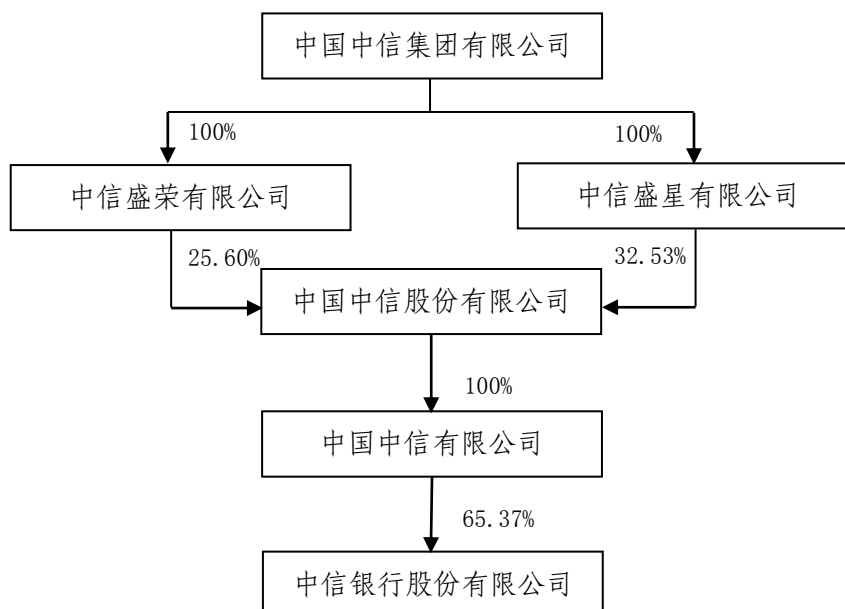 中国中信集团有限公司
100%
100%
中信盛荣有限公司
中信盛星有限公司
25.60%
32.53%
中国中信股份有限公司
100%
中国中信有限公司
65.37%
中信银行股份有限公司